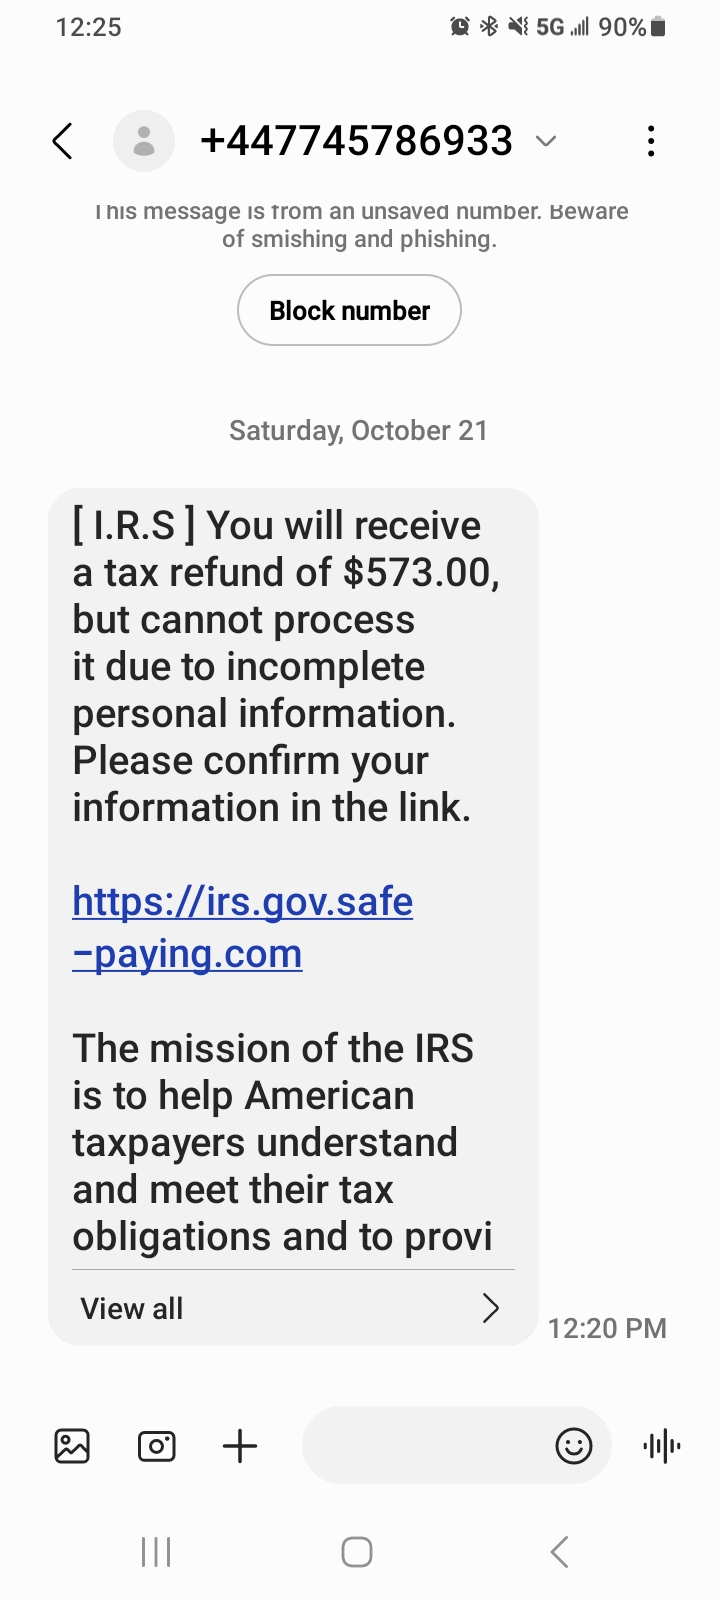 12:25
5G
90%
+447745786933
This message is from an unsaved number. Beware
of smishing and phishing.
Block number
Saturday, October 21
[ I.R.S ] You will receive
a tax refund of $573.00,
but cannot process
it due to incomplete
personal information.
Please confirm your
information in the link.
https://irs.gov.safe
-paying.com
The mission of the IRS
is to help American
taxpayers understand
and meet their tax
obligations and to provi
View all
12:20 PM